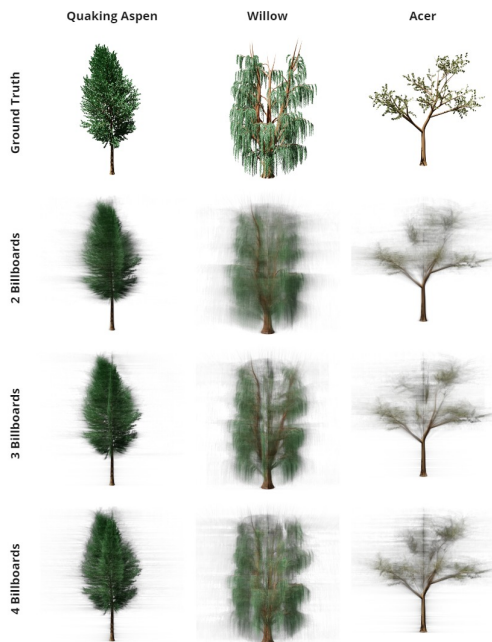 Quaking Aspen Willow Acer
Ground Truth
2 Billboards
3 Billboards
4 Billboards